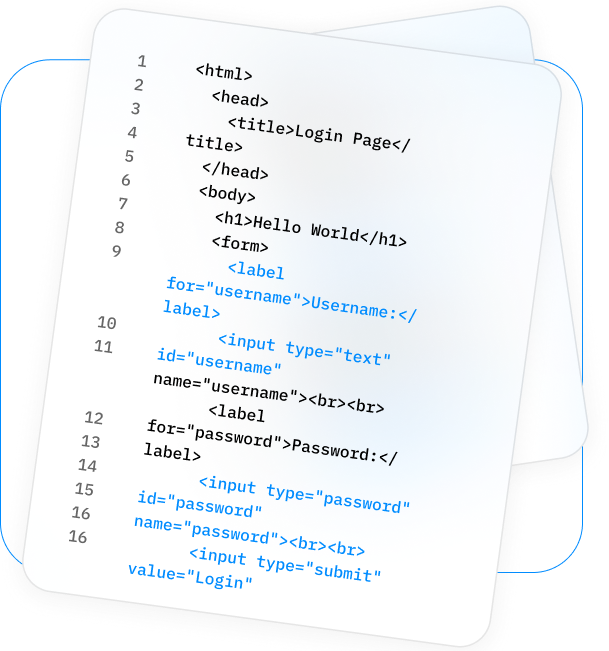 1 <html>
2 <head>
3 <title>Login Page</
4 title>
5 </head>
6 <body>
7 <h1>Hello World</h1>
8 <form>
9 <label
for="username">Username:</
label>
10 <input type="text"
11 id="username"
name="username"><br><br>
<label
12 for="password">Password:</
13 label>
14 <input type="password"
15 id="password"
16 name="password"><br><br>
16 <input type="submit"
value="Login"